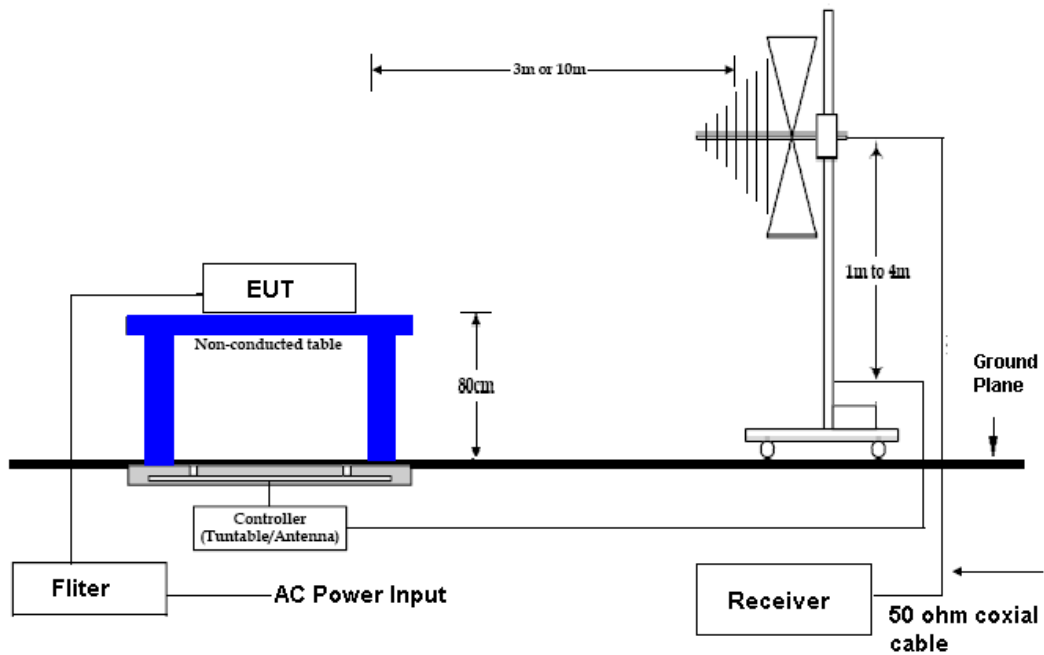 3m or 10m
EUT
1m to 4m
Non-conducted table
80cm
Ground
Plane
Controller
(Tuntable/Antenna)
Fliter
AC Power Input
Receiver
50 ohm coxial
cable